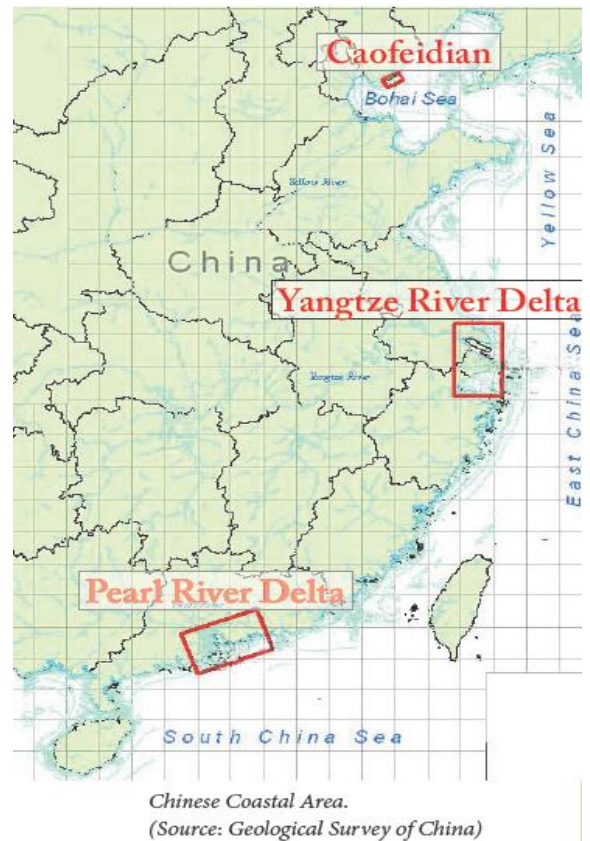 Caofeidian
Bohai Sea
Yellow Sea
Yellow River
China
Yangtze River Delta
Yangtze River
East China Sea
Pearl River Delta
South China Sea
Chinese Coastal Area.
(Source: Geological Survey of China)